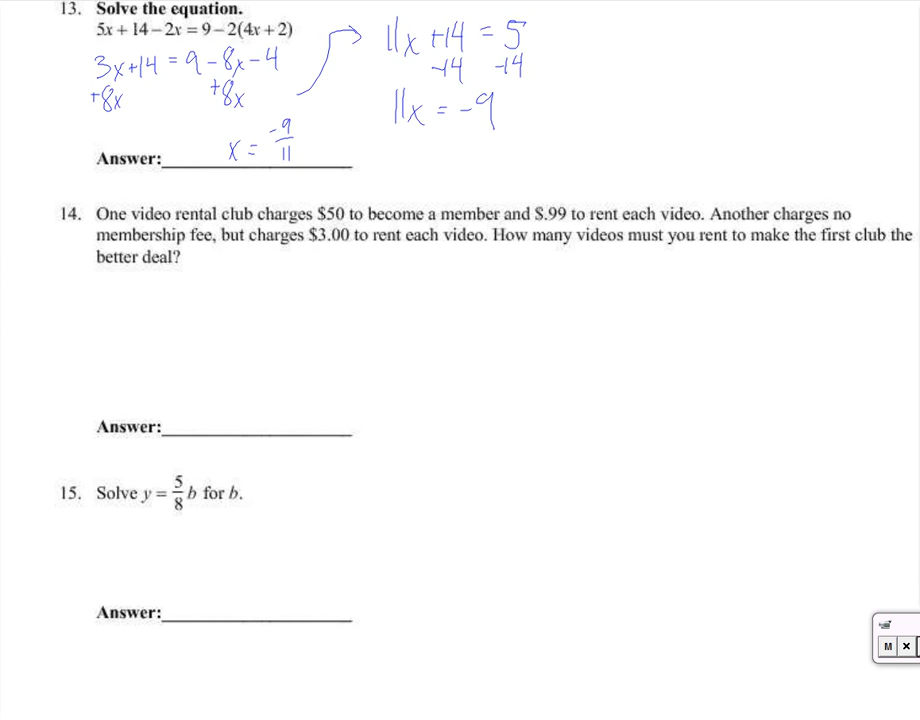 13. Solve the equation.
5x + 14 – 2x = 9 – 2(4x + 2)
3x+14 = 9 - 8x - 4
+8x +8x
x = -9/11
11x +14 = 5
-14 -14
11x = -9
Answer:
14. One video rental club charges $50 to become a member and $.99 to rent each video. Another charges no
membership fee, but charges $3.00 to rent each video. How many videos must you rent to make the first club the
better deal?
Answer:
15. Solve y = 5/8 b for b.
Answer:
M ×